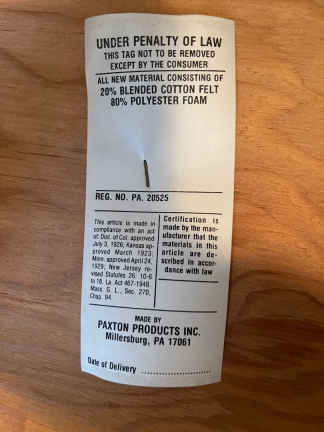 UNDER PENALTY OF LAW
THIS TAG NOT TO BE REMOVED
EXCEPT BY THE CONSUMER
ALL NEW MATERIAL CONSISTING OF
20% BLENDED COTTON FELT
80% POLYESTER FOAM
REG. NO. PA. 20525
This article is made in
compliance with an act
of Dist. of Col. approved
July 3, 1926; Kansas ap-
proved March 1923;
Minn. approved April 24,
1929; New Jersey re-
vised Statutes 26: 10-6
to 18. La. Act 467-1948.
Mass. G. L., Sec. 270,
Chap. 94.
Certification is
made by the man-
ufacturer that the
materials in this
article are de-
scribed in accor-
dance with law
MADE BY
PAXTON PRODUCTS INC.
Millersburg, PA 17061
Date of Delivery ......................